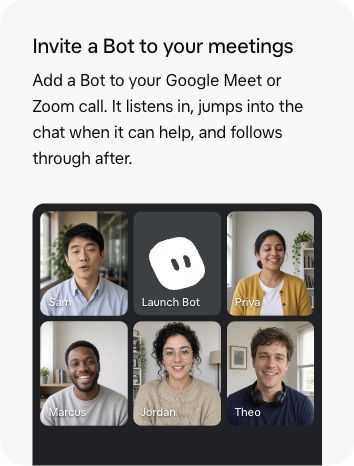 Invite a Bot to your meetings
Add a Bot to your Google Meet or
Zoom call. It listens in, jumps into the
chat when it can help, and follows
through after.
Sam
Launch Bot
Priya
Marcus
Jordan
Theo